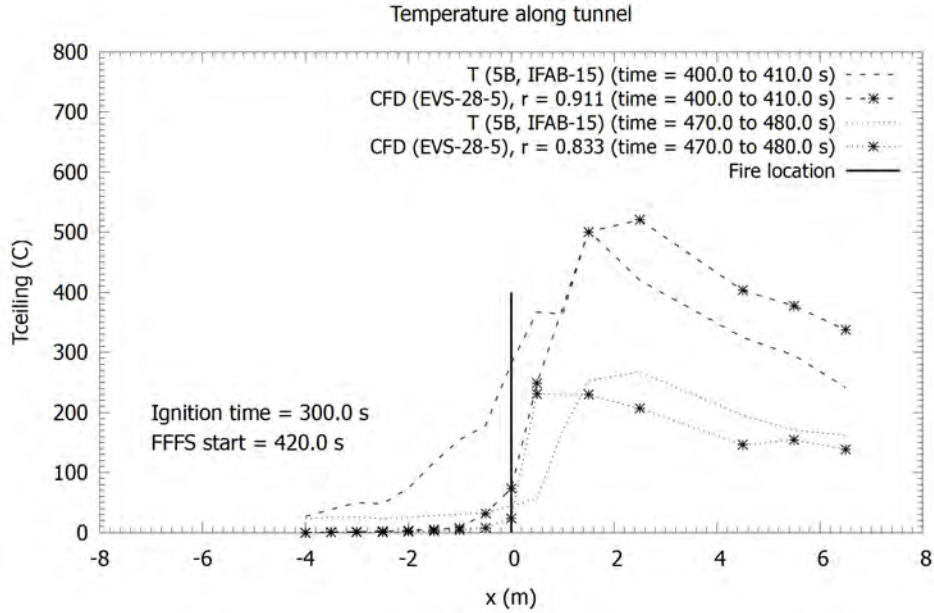 Temperature along tunnel
800
700
600
500
400
300
200
100
0
Tceiling (C)
T (5B, IFAB-15) (time = 400.0 to 410.0 s)
CFD (EVS-28-5), r = 0.911 (time = 400.0 to 410.0 s)
T (5B, IFAB-15) (time = 470.0 to 480.0 s)
CFD (EVS-28-5), r = 0.833 (time = 470.0 to 480.0 s)
Fire location
Ignition time = 300.0 s
FFFS start = 420.0 s
-8 -6 -4 -2 0 2 4 6 8
x (m)